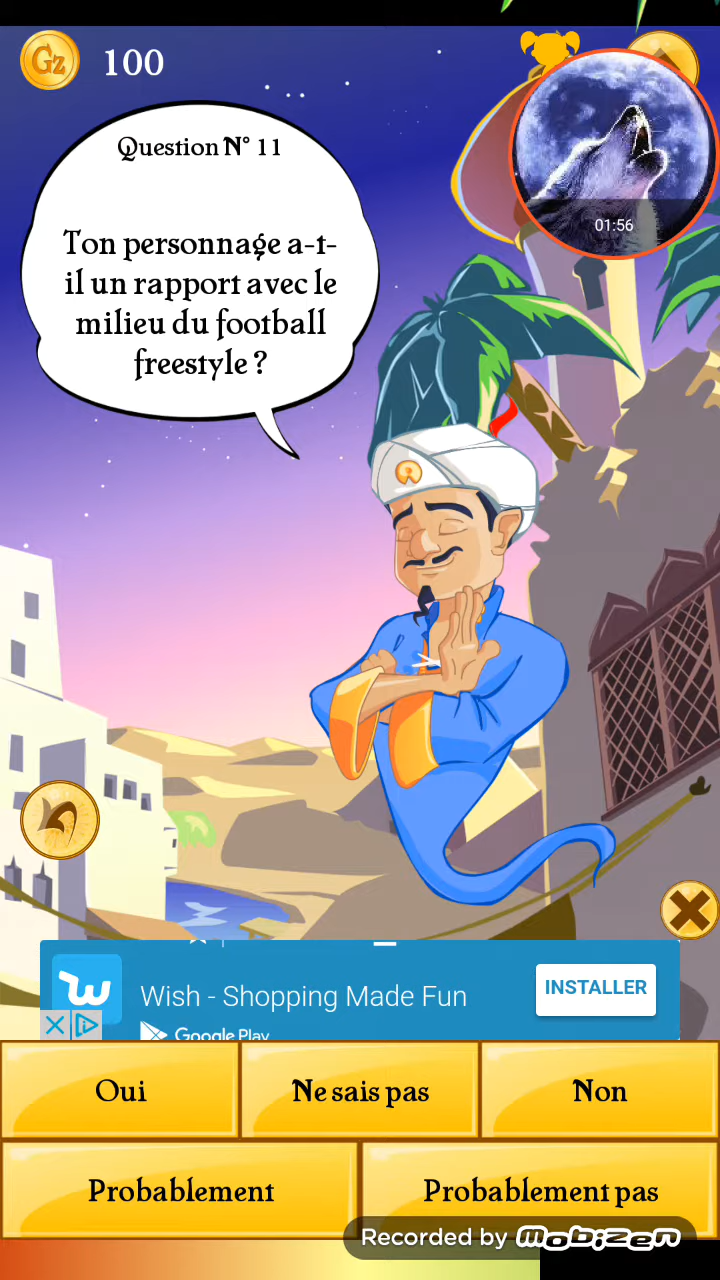 Gz 100
01:56
Question N° 11
Ton personnage a-t-
il un rapport avec le
milieu du football
freestyle ?
Wish - Shopping Made Fun
INSTALLER
Google Play
Oui
Ne sais pas
Non
Probablement
Probablement pas
Recorded by mobizen